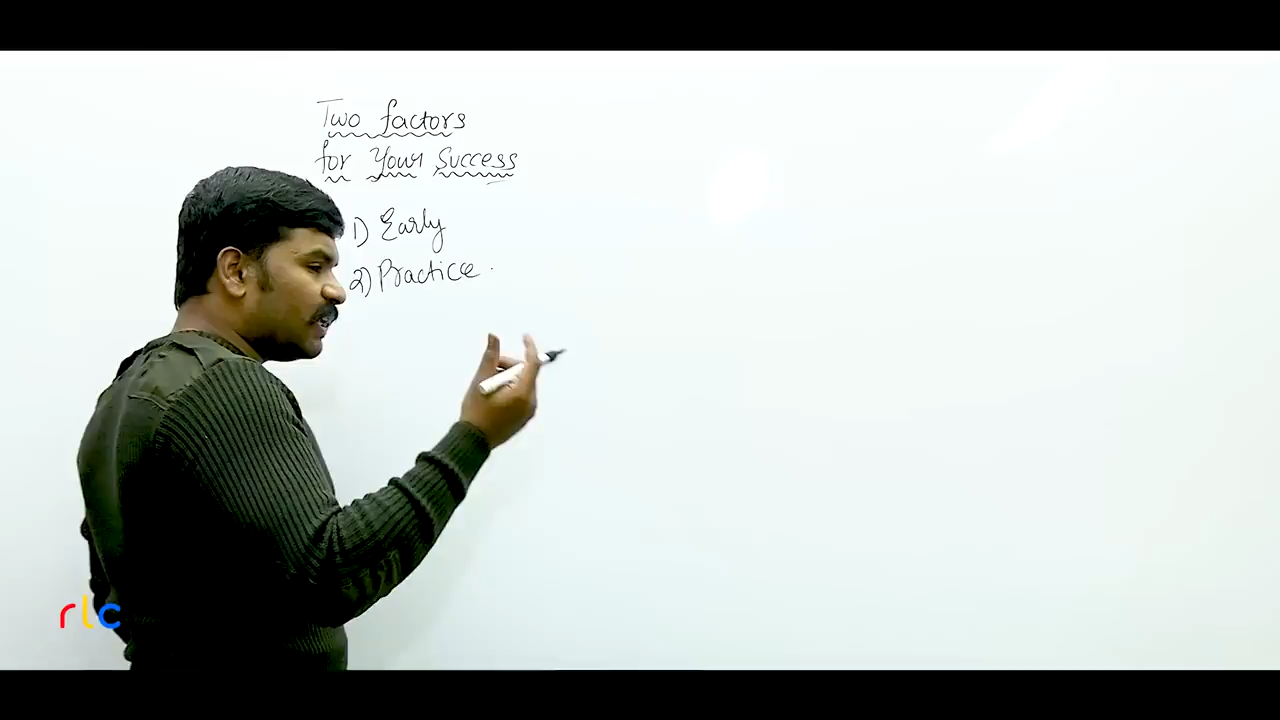 Two factors
for Your Success
1) Early
2) Practice.
rlc